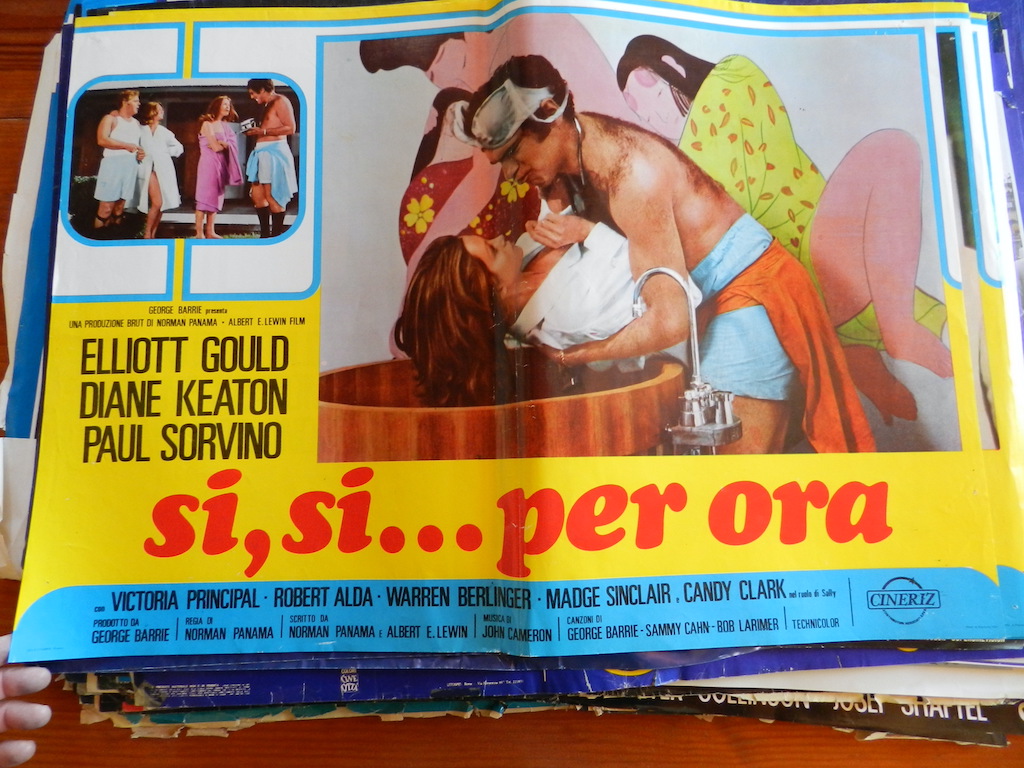 GEORGE BARRIE presenta
UNA PRODUZIONE BRUT DI NORMAN PANAMA • ALBERT E. LEWIN FILM
ELLIOTT GOULD
DIANE KEATON
PAUL SORVINO
si, si... per ora
con VICTORIA PRINCIPAL • ROBERT ALDA • WARREN BERLINGER • MADGE SINCLAIR e CANDY CLARK nel ruolo di Sally
PRODOTTO DA
GEORGE BARRIE
REGIA DI
NORMAN PANAMA
SCRITTO DA
NORMAN PANAMA E ALBERT E. LEWIN
MUSICA DI
JOHN CAMERON
CANZONI DI
GEORGE BARRIE - SAMMY CAHN - BOB LARIMER
TECHNICOLOR
CINERIZ